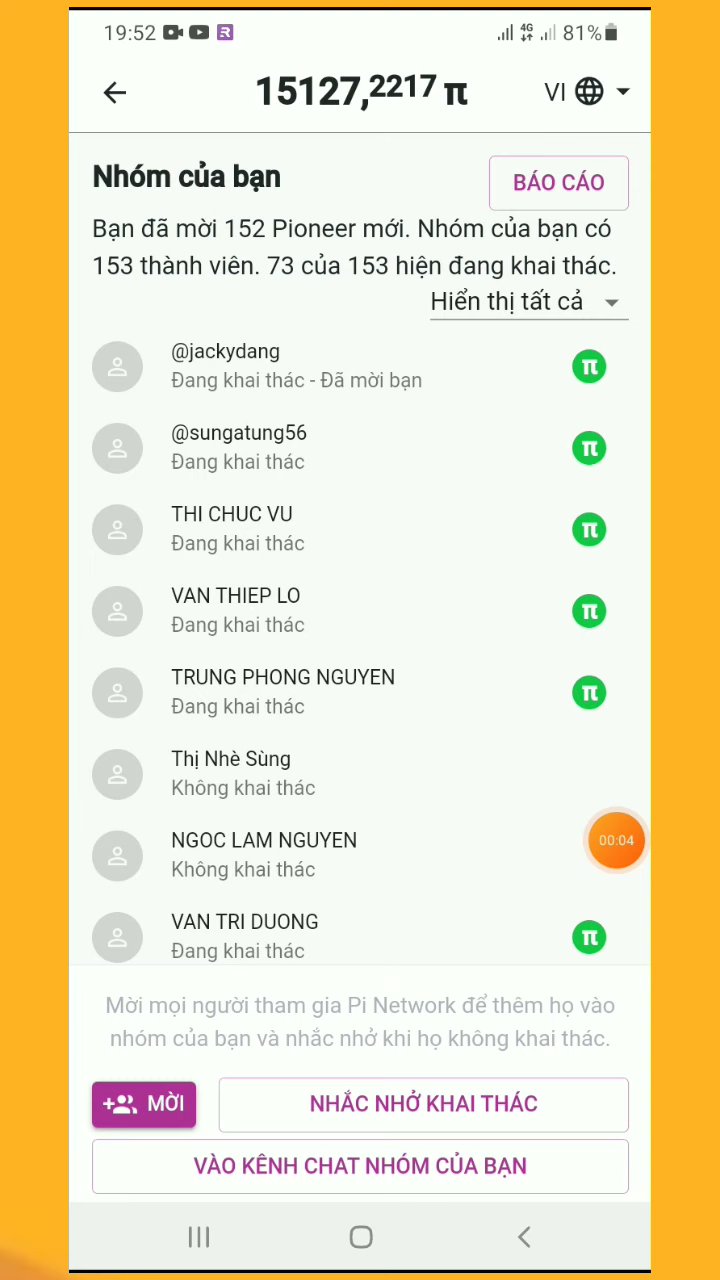 19:52 R 4G 81%
15127,2217 π VI
Nhóm của bạn
BÁO CÁO
Bạn đã mời 152 Pioneer mới. Nhóm của bạn có
153 thành viên. 73 của 153 hiện đang khai thác.
Hiển thị tất cả
@jackydang
Đang khai thác - Đã mời bạn
π
@sungatung56
Đang khai thác
π
THI CHUC VU
Đang khai thác
π
VAN THIEP LO
Đang khai thác
π
TRUNG PHONG NGUYEN
Đang khai thác
π
Thị Nhè Sùng
Không khai thác
NGOC LAM NGUYEN
Không khai thác
00:04
VAN TRI DUONG
Đang khai thác
π
Mời mọi người tham gia Pi Network để thêm họ vào
nhóm của bạn và nhắc nhở khi họ không khai thác.
MỜI
NHẮC NHỞ KHAI THÁC
VÀO KÊNH CHAT NHÓM CỦA BẠN